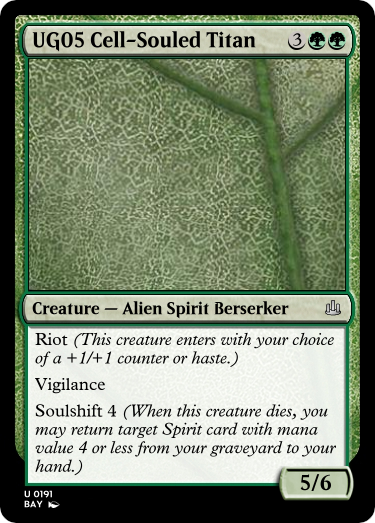 UG05 Cell-Souled Titan 3
Creature — Alien Spirit Berserker
Riot (This creature enters with your choice
of a +1/+1 counter or haste.)
Vigilance
Soulshift 4 (When this creature dies, you
may return target Spirit card with mana
value 4 or less from your graveyard to your
hand.)
5/6
U 0191
BAY